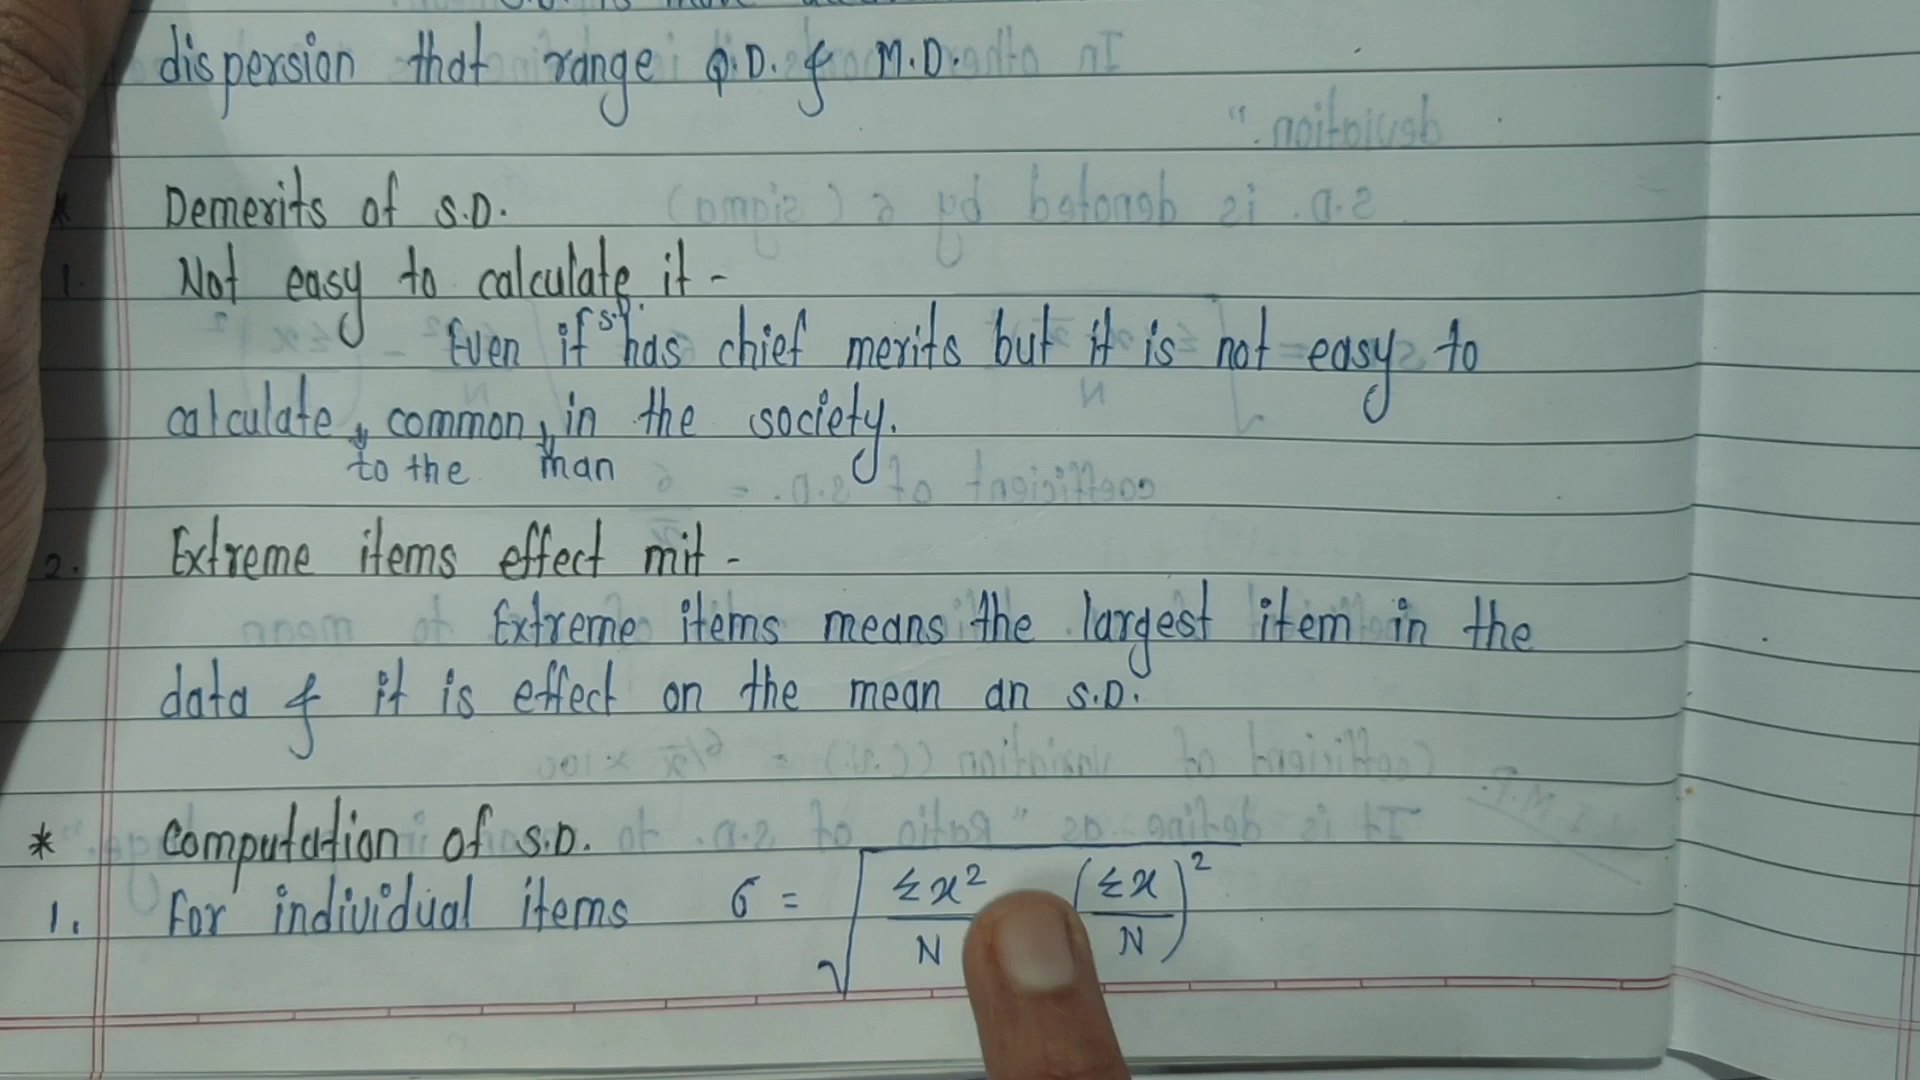 dispersion that range Q.D. & M.D.
* Demerits of S.D.
1. Not easy to calculate it -
Even if S.D. has chief merits but it is not easy to
calculate to the common man in the society.
2. Extreme items effect mit -
Extreme items means the largest item in the
data & it is effect on the mean an S.D.
* Computation of S.D.
1. For individual items σ = √ Σx²/N (Σx/N)²